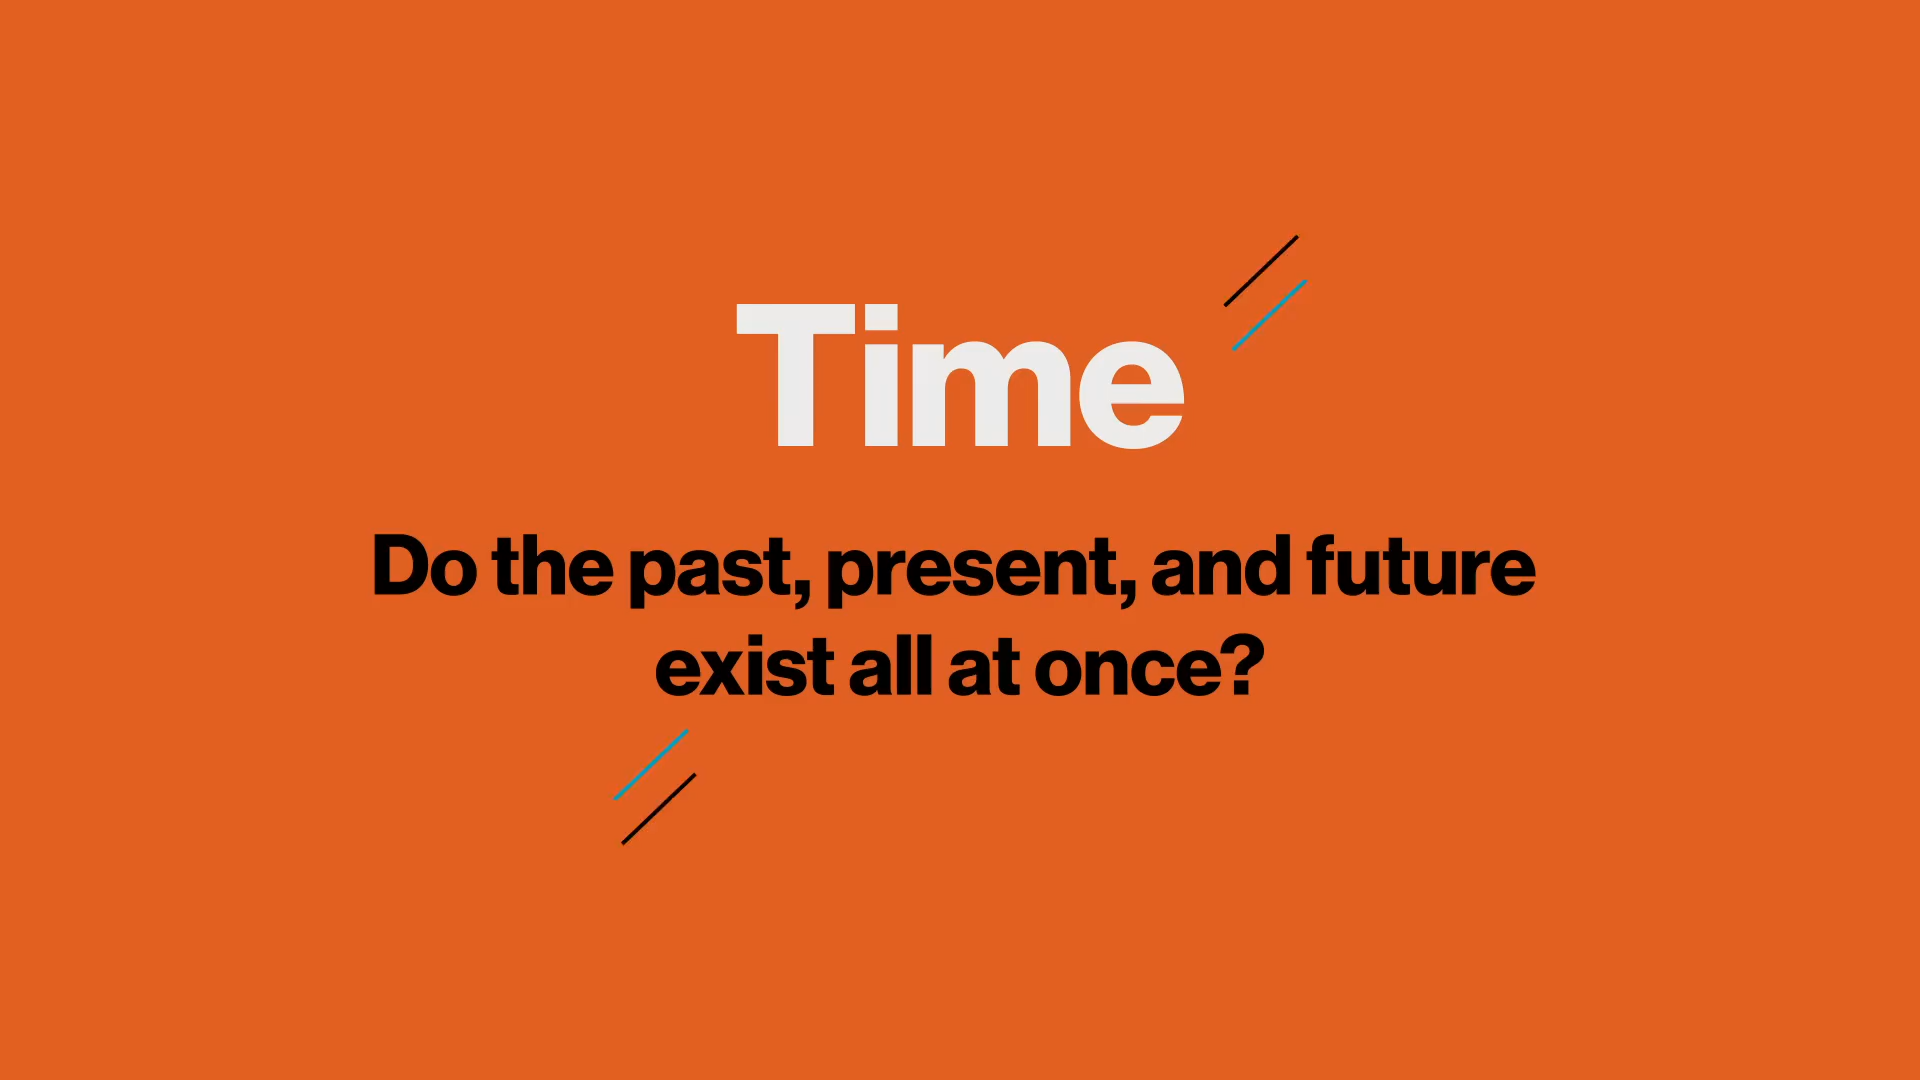 Time
Do the past, present, and future
exist all at once?